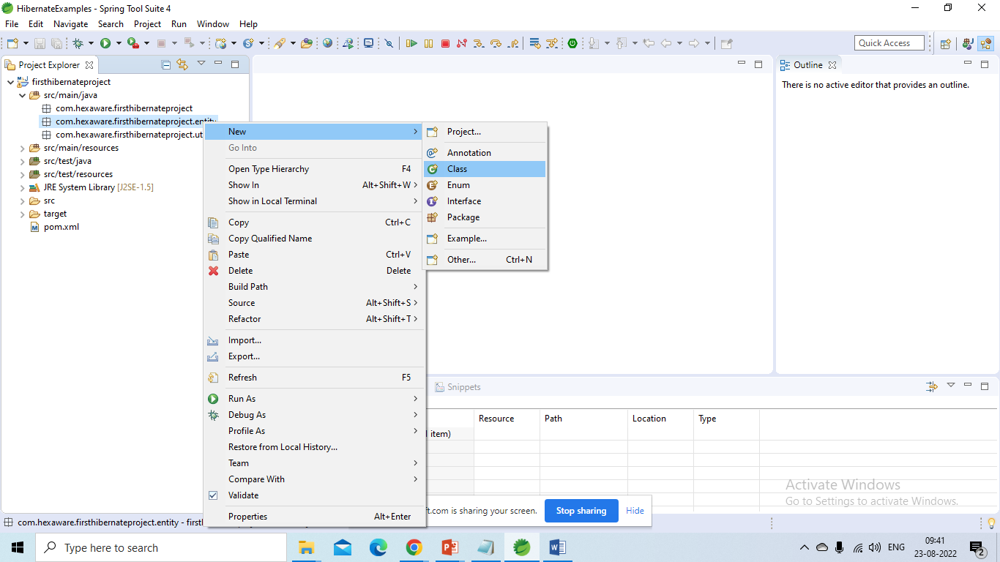 HibernateExamples - Spring Tool Suite 4
File Edit Navigate Search Project Run Window Help
Quick Access
Project Explorer
firsthibernateproject
src/main/java
com.hexaware.firsthibernateproject
com.hexaware.firsthibernateproject.entity
com.hexaware.firsthibernateproject.ut
src/main/resources
src/test/java
src/test/resources
JRE System Library [J2SE-1.5]
src
target
pom.xml
New
Go Into
Open Type Hierarchy F4
Show In Alt+Shift+W
Show in Local Terminal
Copy Ctrl+C
Copy Qualified Name
Paste Ctrl+V
Delete Delete
Build Path
Source Alt+Shift+S
Refactor Alt+Shift+T
Import...
Export...
Refresh F5
Run As
Debug As
Profile As
Restore from Local History...
Team
Compare With
Validate
Properties Alt+Enter
Project...
Annotation
Class
Enum
Interface
Package
Example...
Other... Ctrl+N
Outline
There is no active editor that provides an outline.
Snippets
Resource Path Location Type
item)
Activate Windows
Go to Settings to activate Windows.
ft.com is sharing your screen. Stop sharing Hide
com.hexaware.firsthibernateproject.entity - firsth
Type here to search
ENG
09:41
23-08-2022
2